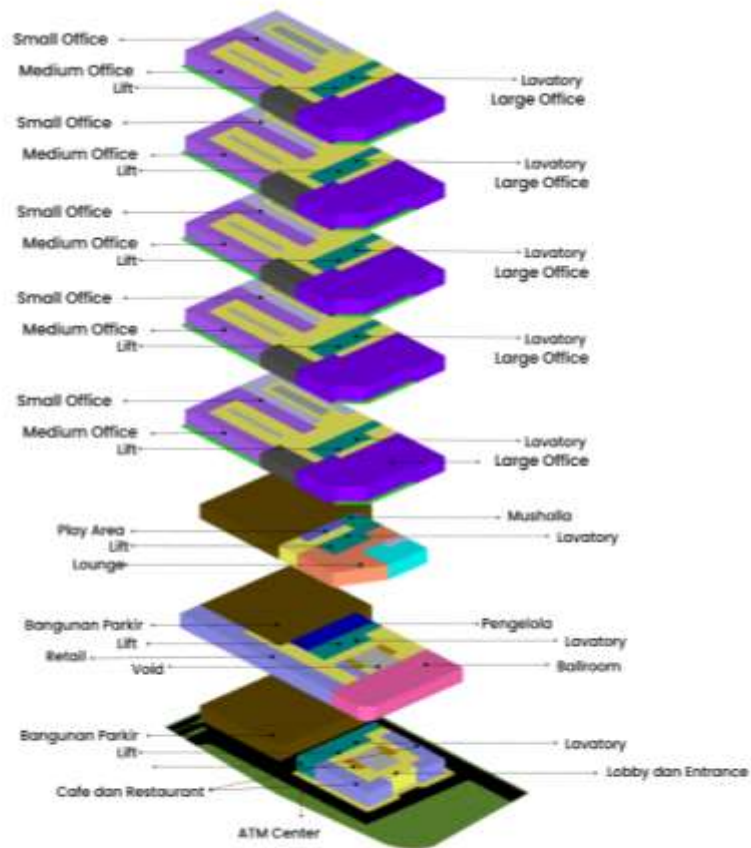 Small Office
Medium Office
Lavatory
Lift
Large Office
Small Office
Medium Office
Lavatory
Lift
Large Office
Small Office
Medium Office
Lavatory
Lift
Large Office
Small Office
Medium Office
Lavatory
Lift
Large Office
Small Office
Medium Office
Lavatory
Lift
Large Office
Musholla
Play Area
Lavatory
Lift
Lounge
Bangunan Parkir
Pengelola
Lift
Lavatory
Retail
Void
Ballroom
Bangunan Parkir
Lavatory
Lift
Lobby dan Entrance
Cafe dan Restaurant
ATM Center